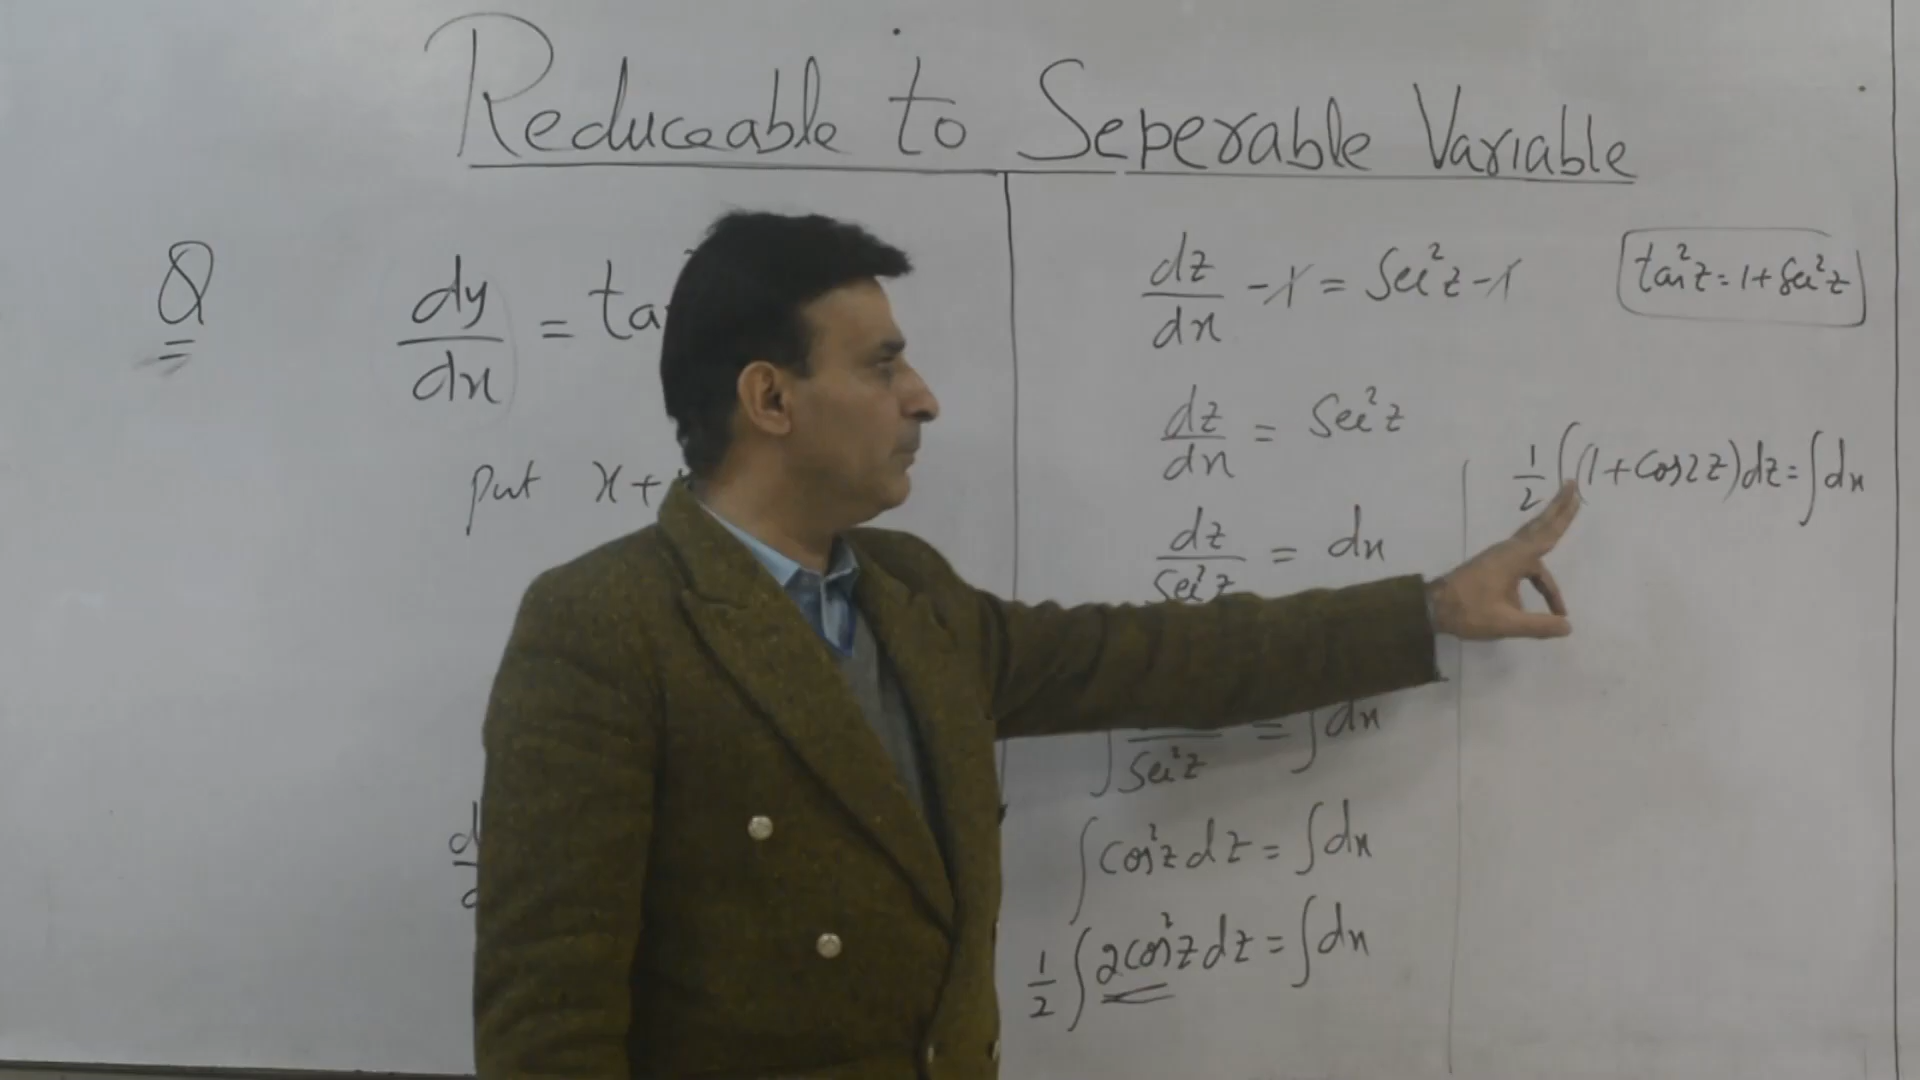 Reduceable to Seperable Variable
Q
dy/dx = ta
put x+
dz/dx - 1 = Sec²z - 1
tan²z = 1 + Sec²z
dz/dx = Sec²z
dz/Sec²z = dx
/Sec²z = ∫dx
∫Cos²z dz = ∫dx
1/2 ∫2Cos²z dz = ∫dx
1/2 ∫(1+Cos2z)dz = ∫dx